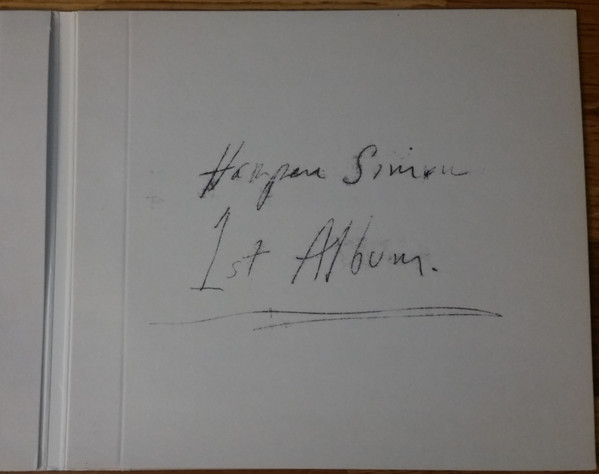 Harper Simon
1st Album.